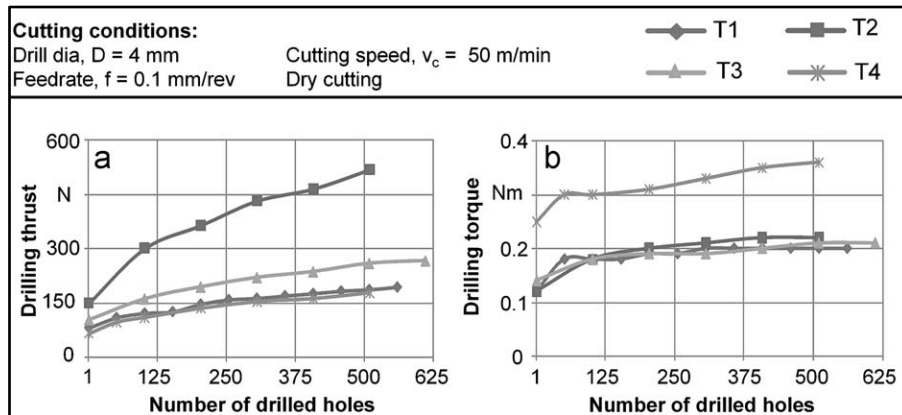 Cutting conditions:
Drill dia, D = 4 mm Cutting speed, v_c = 50 m/min
Feedrate, f = 0.1 mm/rev Dry cutting
T1 T2
T3 T4
a
600
N
300
150
0
Drilling thrust
1 125 250 375 500 625
Number of drilled holes
b
0.4
Nm
0.2
0.1
0
Drilling torque
1 125 250 375 500 625
Number of drilled holes